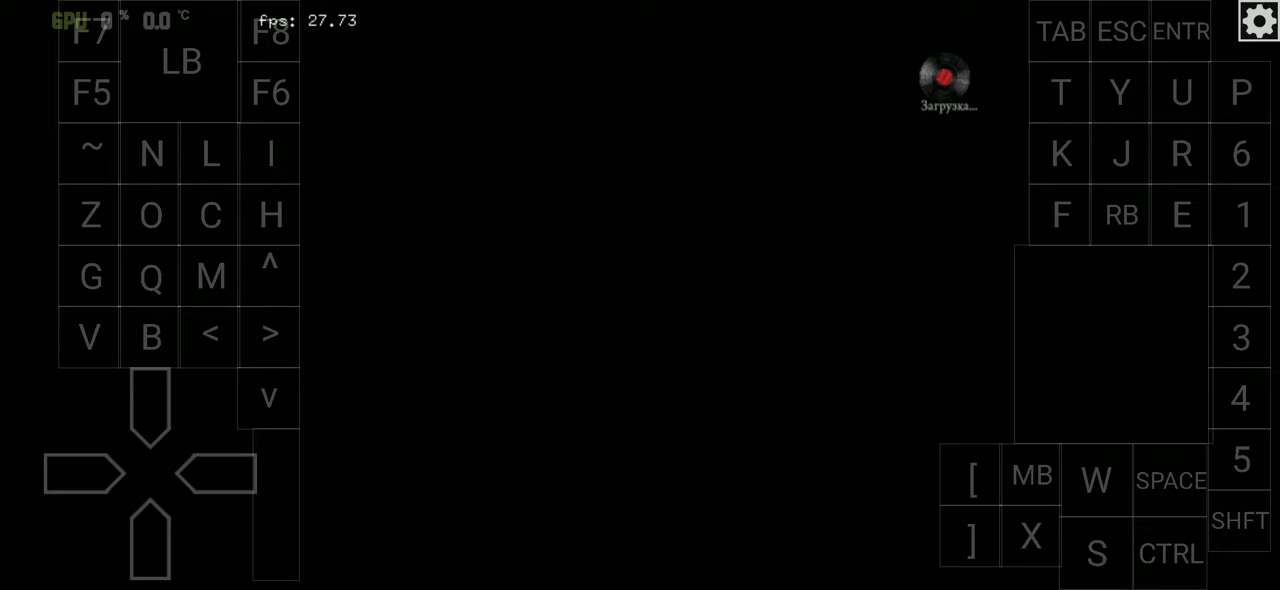 GPU 0 % 0.0 °C fps: 27.73
F7 LB F8 TAB ESC ENTR
F5 F6 T Y U P
Загрузка...
~ N L I K J R 6
Z O C H F RB E 1
G Q M ^ 2
V B < > 3
v 4
[ MB W SPACE 5
] X S CTRL SHFT